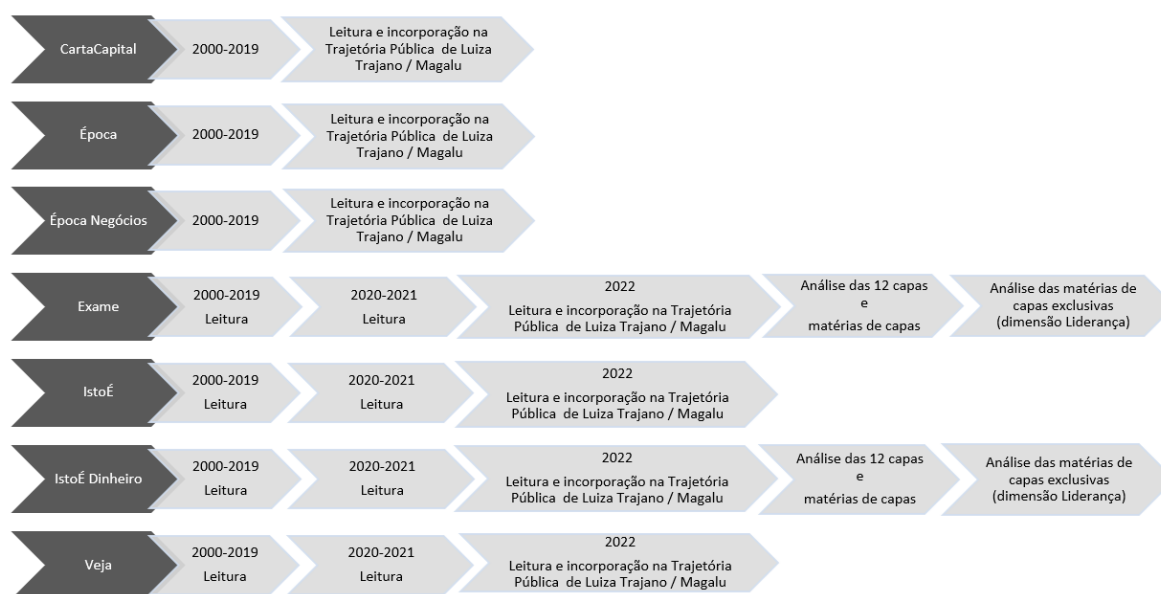 CartaCapital
2000-2019
Leitura e incorporação na
Trajetória Pública de Luiza
Trajano / Magalu
Época
2000-2019
Leitura e incorporação na
Trajetória Pública de Luiza
Trajano / Magalu
Época Negócios
2000-2019
Leitura e incorporação na
Trajetória Pública de Luiza
Trajano / Magalu
Exame
2000-2019
Leitura
2020-2021
Leitura
2022
Leitura e incorporação na Trajetória
Pública de Luiza Trajano / Magalu
Análise das 12 capas
e
matérias de capas
Análise das matérias de
capas exclusivas
(dimensão Liderança)
IstoÉ
2000-2019
Leitura
2020-2021
Leitura
2022
Leitura e incorporação na Trajetória
Pública de Luiza Trajano / Magalu
IstoÉ Dinheiro
2000-2019
Leitura
2020-2021
Leitura
2022
Leitura e incorporação na Trajetória
Pública de Luiza Trajano / Magalu
Análise das 12 capas
e
matérias de capas
Análise das matérias de
capas exclusivas
(dimensão Liderança)
Veja
2000-2019
Leitura
2020-2021
Leitura
2022
Leitura e incorporação na Trajetória
Pública de Luiza Trajano / Magalu